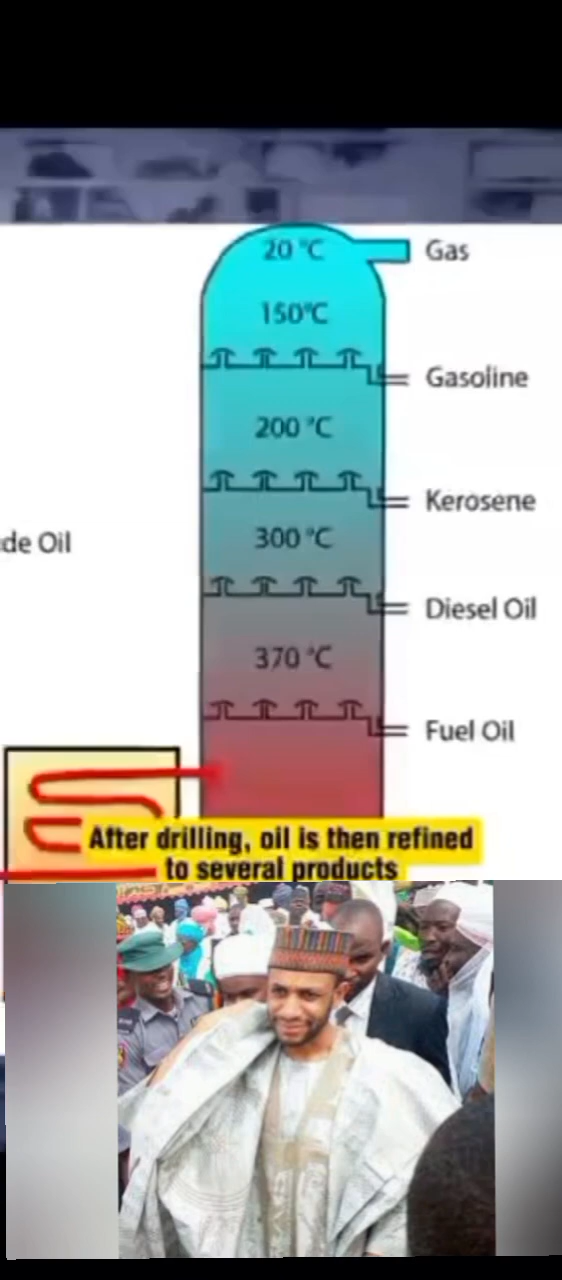 20 °C
Gas
150°C
Gasoline
200 °C
Kerosene
de Oil
300 °C
Diesel Oil
370 °C
Fuel Oil
After drilling, oil is then refined
to several products